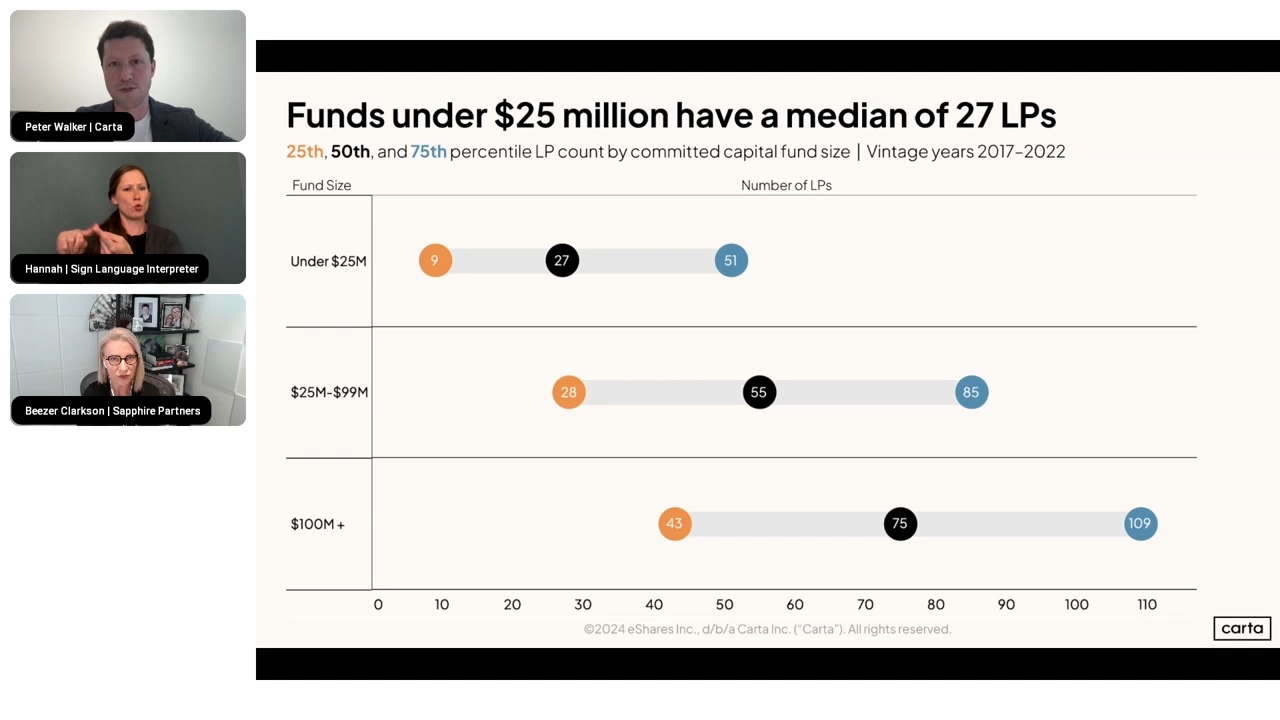 Peter Walker | Carta
Hannah | Sign Language Interpreter
Beezer Clarkson | Sapphire Partners
Funds under $25 million have a median of 27 LPs
25th, 50th, and 75th percentile LP count by committed capital fund size | Vintage years 2017–2022
Fund Size Number of LPs
Under $25M 9 27 51
$25M-$99M 28 55 85
$100M + 43 75 109
0 10 20 30 40 50 60 70 80 90 100 110
©2024 eShares Inc., d/b/a Carta Inc. ("Carta"). All rights reserved.
carta